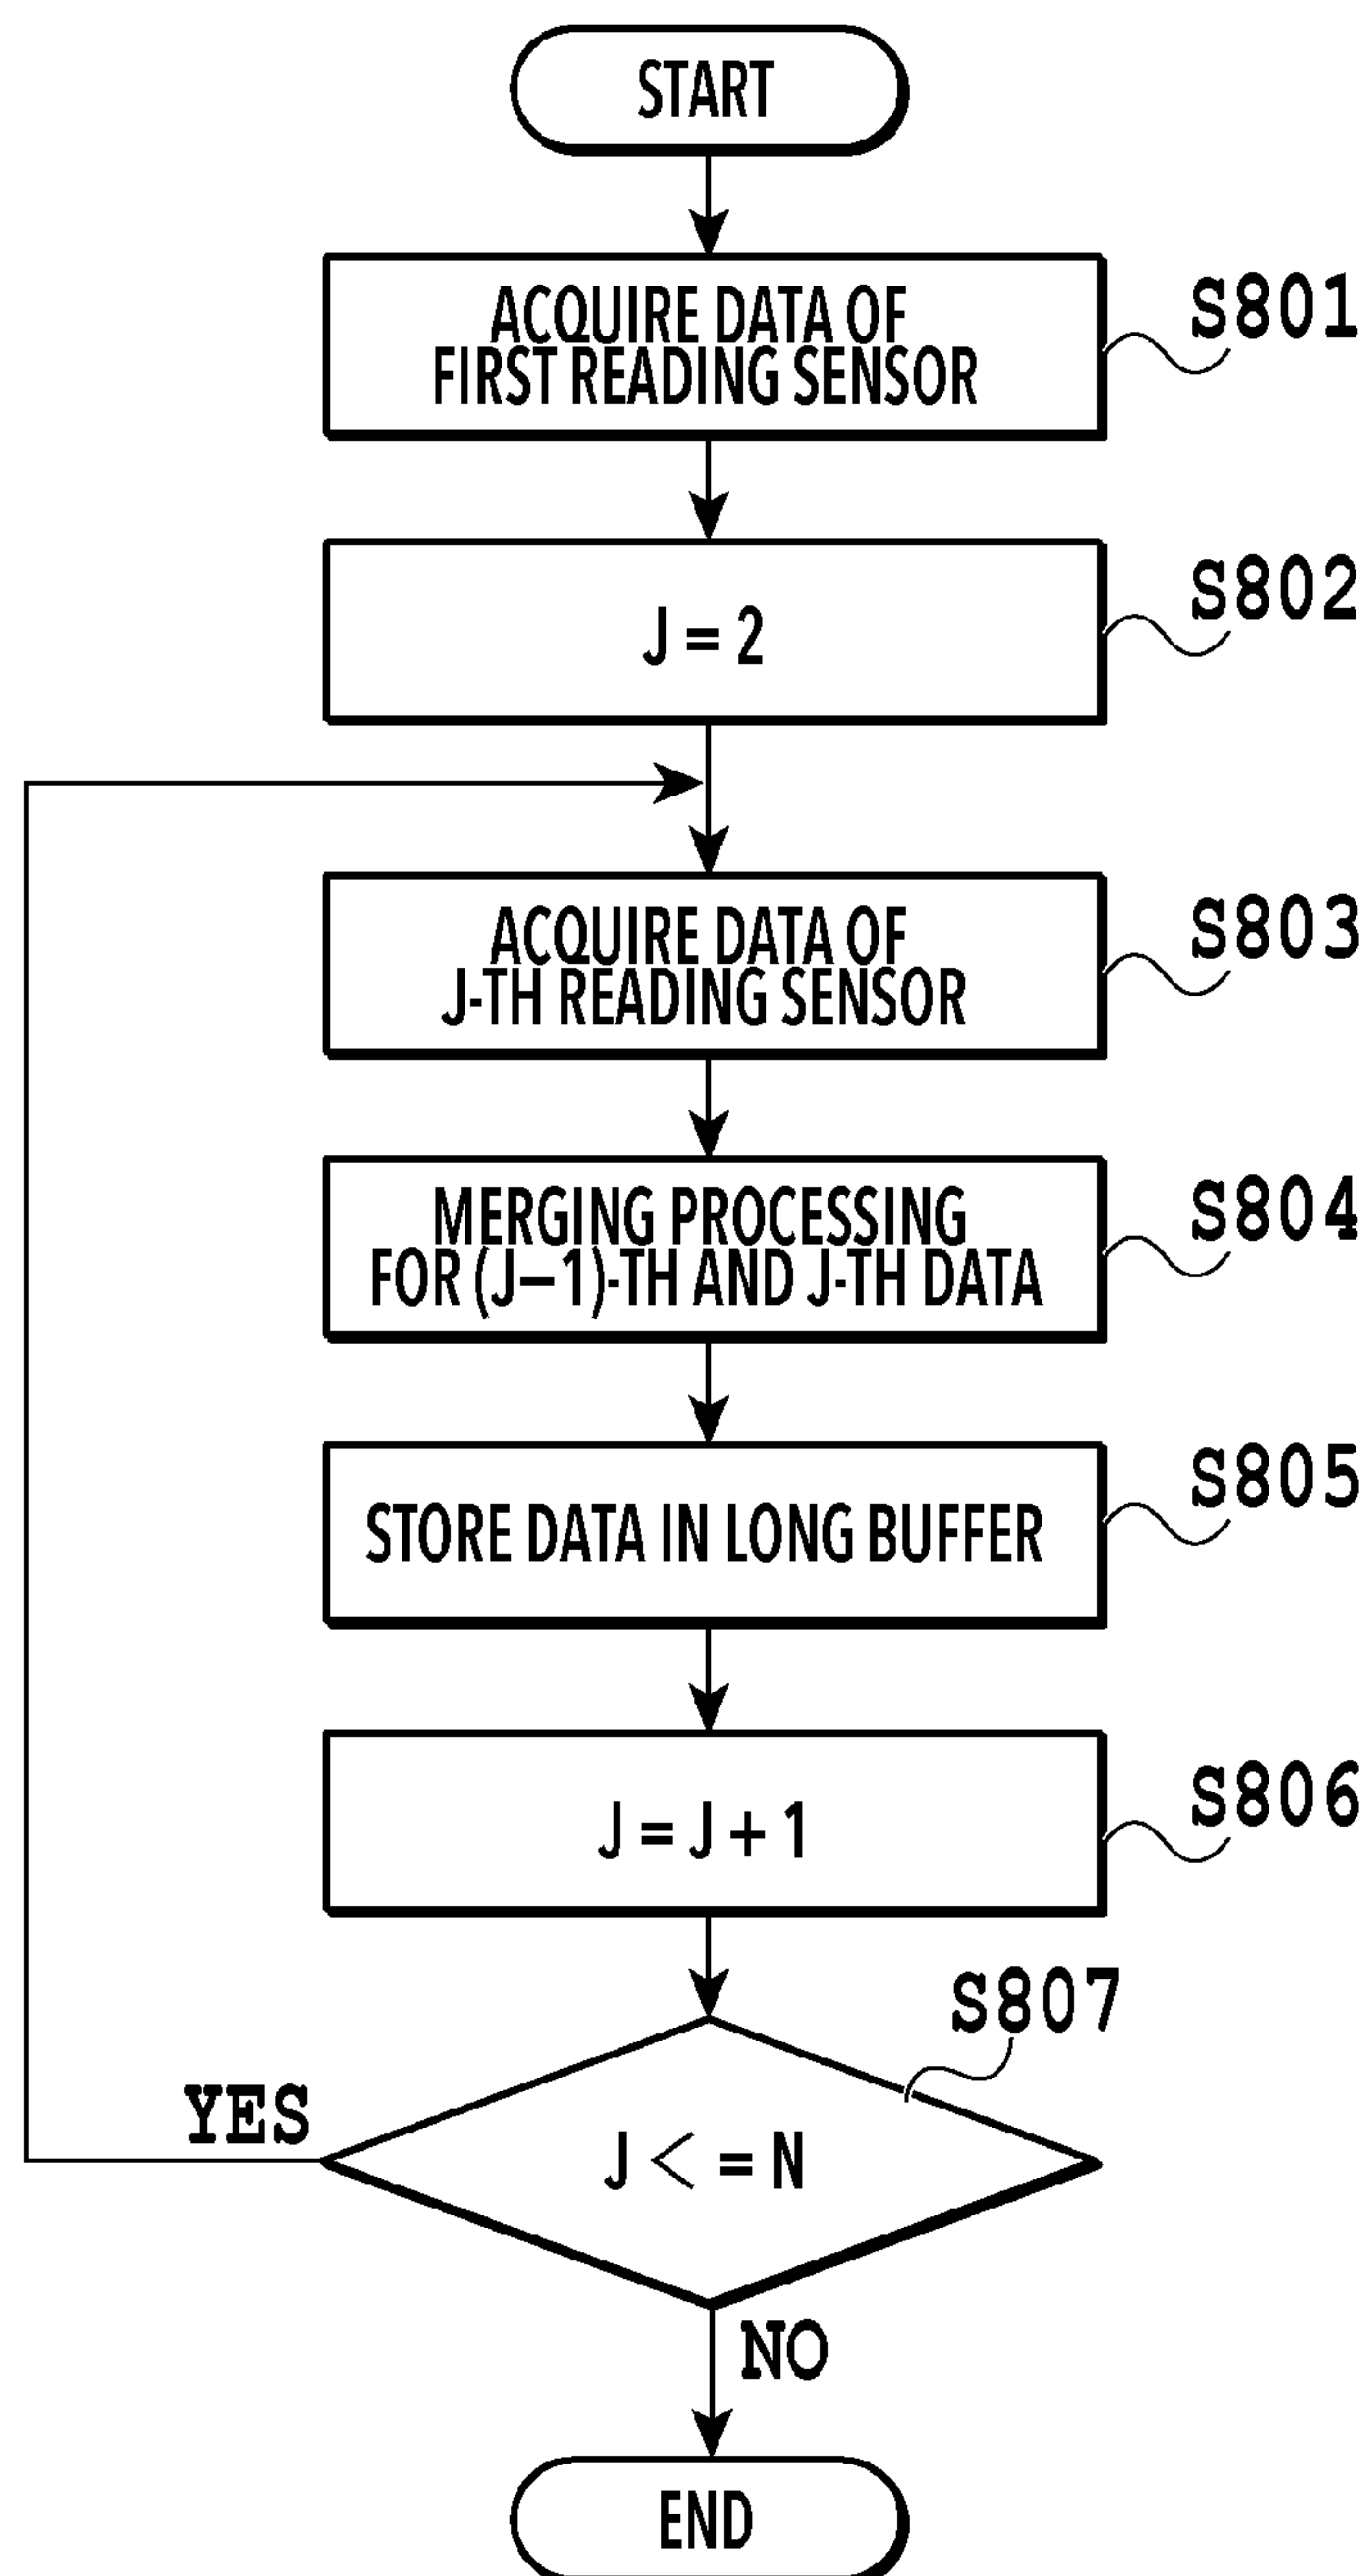 START
ACQUIRE DATA OF
FIRST READING SENSOR
S801
J = 2
S802
ACQUIRE DATA OF
J-TH READING SENSOR
S803
MERGING PROCESSING
FOR (J−1)-TH AND J-TH DATA
S804
STORE DATA IN LONG BUFFER
S805
J = J + 1
S806
S807
J < = N
YES
NO
END